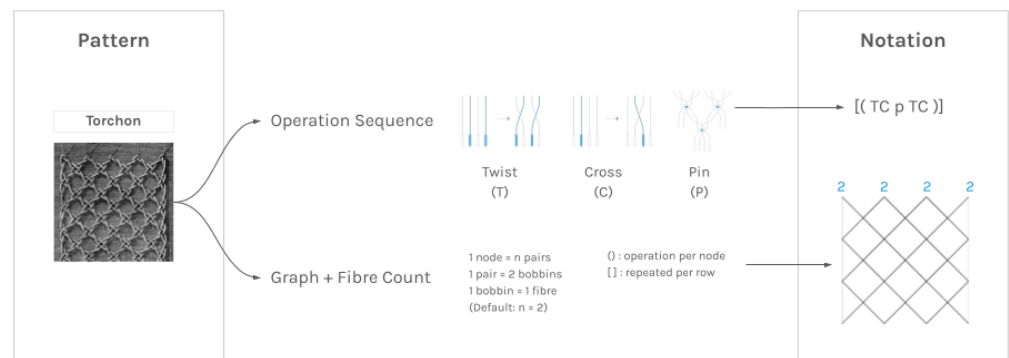 Pattern
Torchon
Operation Sequence
Graph + Fibre Count
Twist
(T)
Cross
(C)
Pin
(P)
1 node = n pairs
1 pair = 2 bobbins
1 bobbin = 1 fibre
(Default: n = 2)
() : operation per node
[ ] : repeated per row
Notation
[( TC p TC )]
2 2 2 2